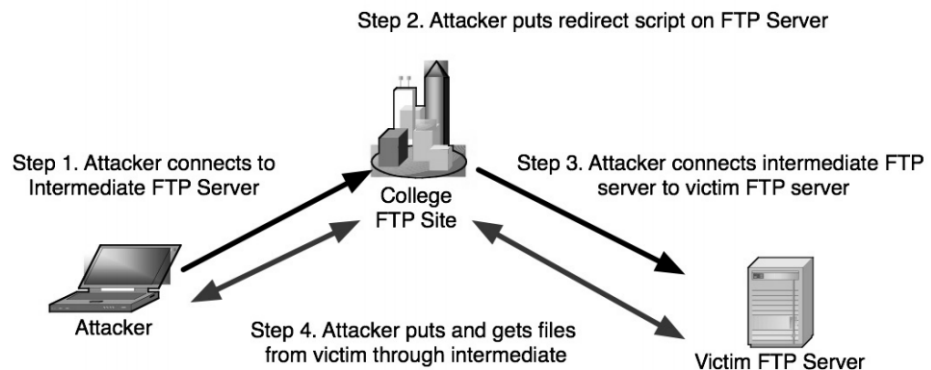 Step 2. Attacker puts redirect script on FTP Server
Step 1. Attacker connects to
Intermediate FTP Server
Step 3. Attacker connects intermediate FTP
server to victim FTP server
College
FTP Site
Attacker
Step 4. Attacker puts and gets files
from victim through intermediate
Victim FTP Server